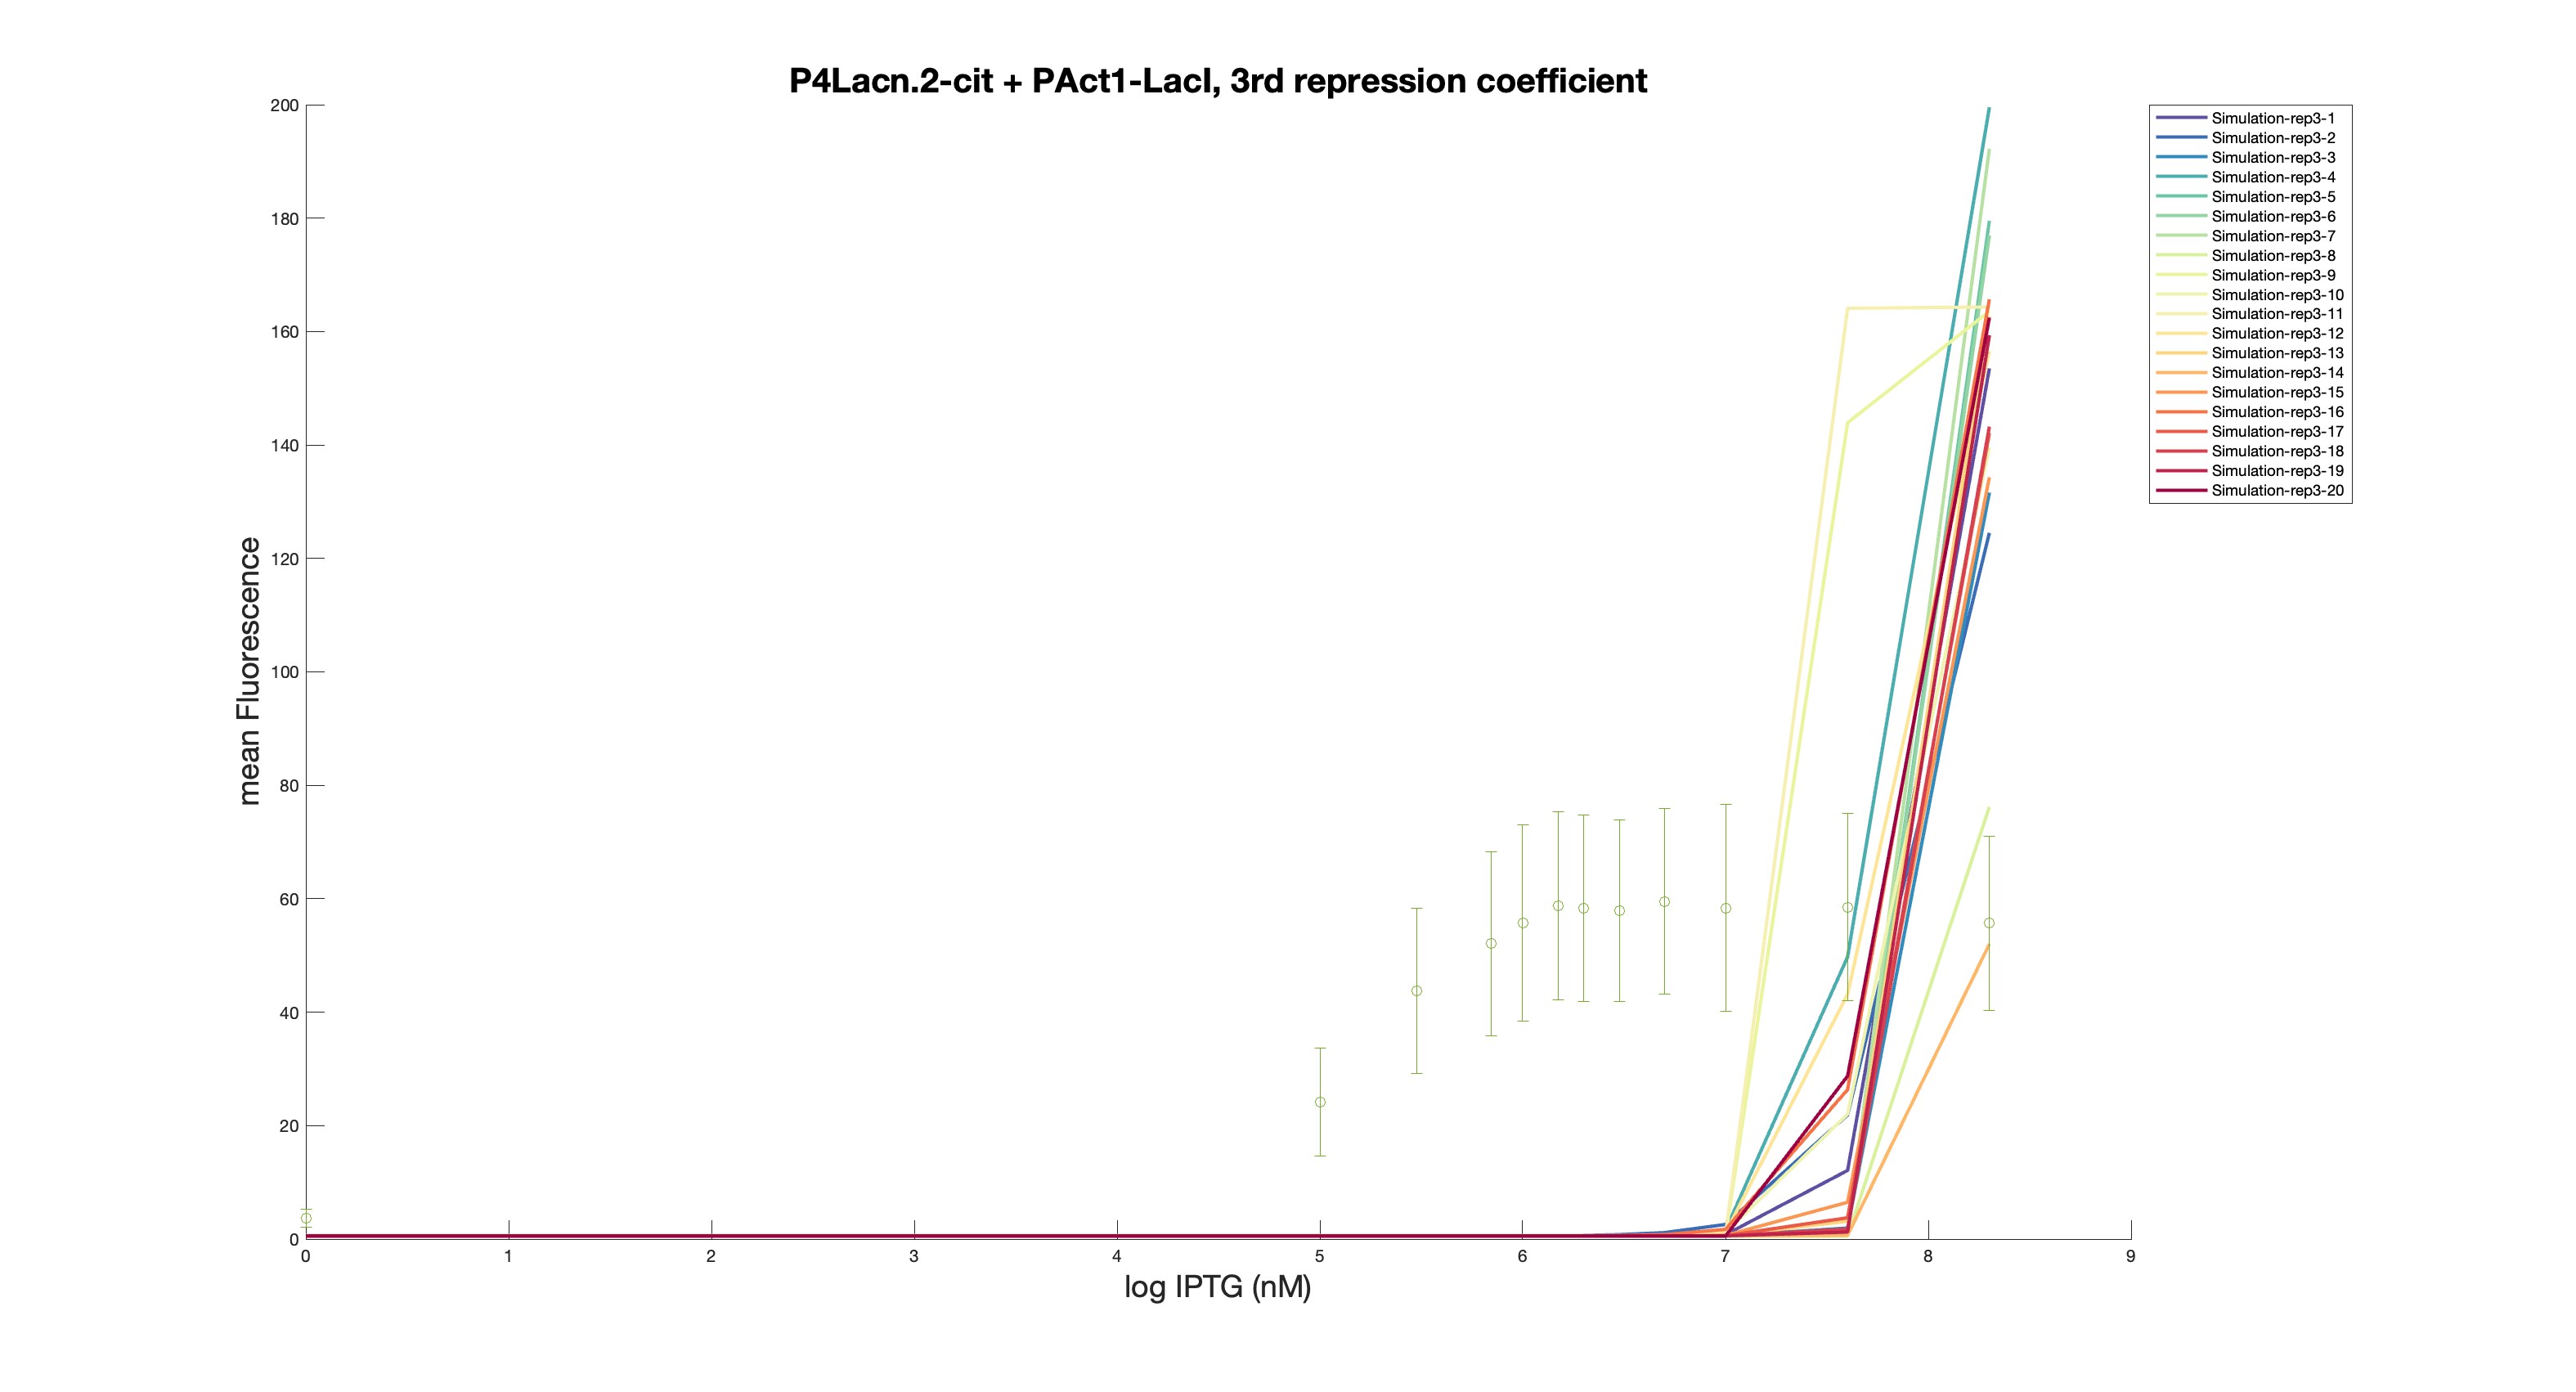 P4Lacn.2-cit + PAct1-LacI, 3rd repression coefficient
200
180
160
140
120
100
80
60
40
20
0
mean Fluorescence
0 1 2 3 4 5 6 7 8 9
log IPTG (nM)
Simulation-rep3-1
Simulation-rep3-2
Simulation-rep3-3
Simulation-rep3-4
Simulation-rep3-5
Simulation-rep3-6
Simulation-rep3-7
Simulation-rep3-8
Simulation-rep3-9
Simulation-rep3-10
Simulation-rep3-11
Simulation-rep3-12
Simulation-rep3-13
Simulation-rep3-14
Simulation-rep3-15
Simulation-rep3-16
Simulation-rep3-17
Simulation-rep3-18
Simulation-rep3-19
Simulation-rep3-20